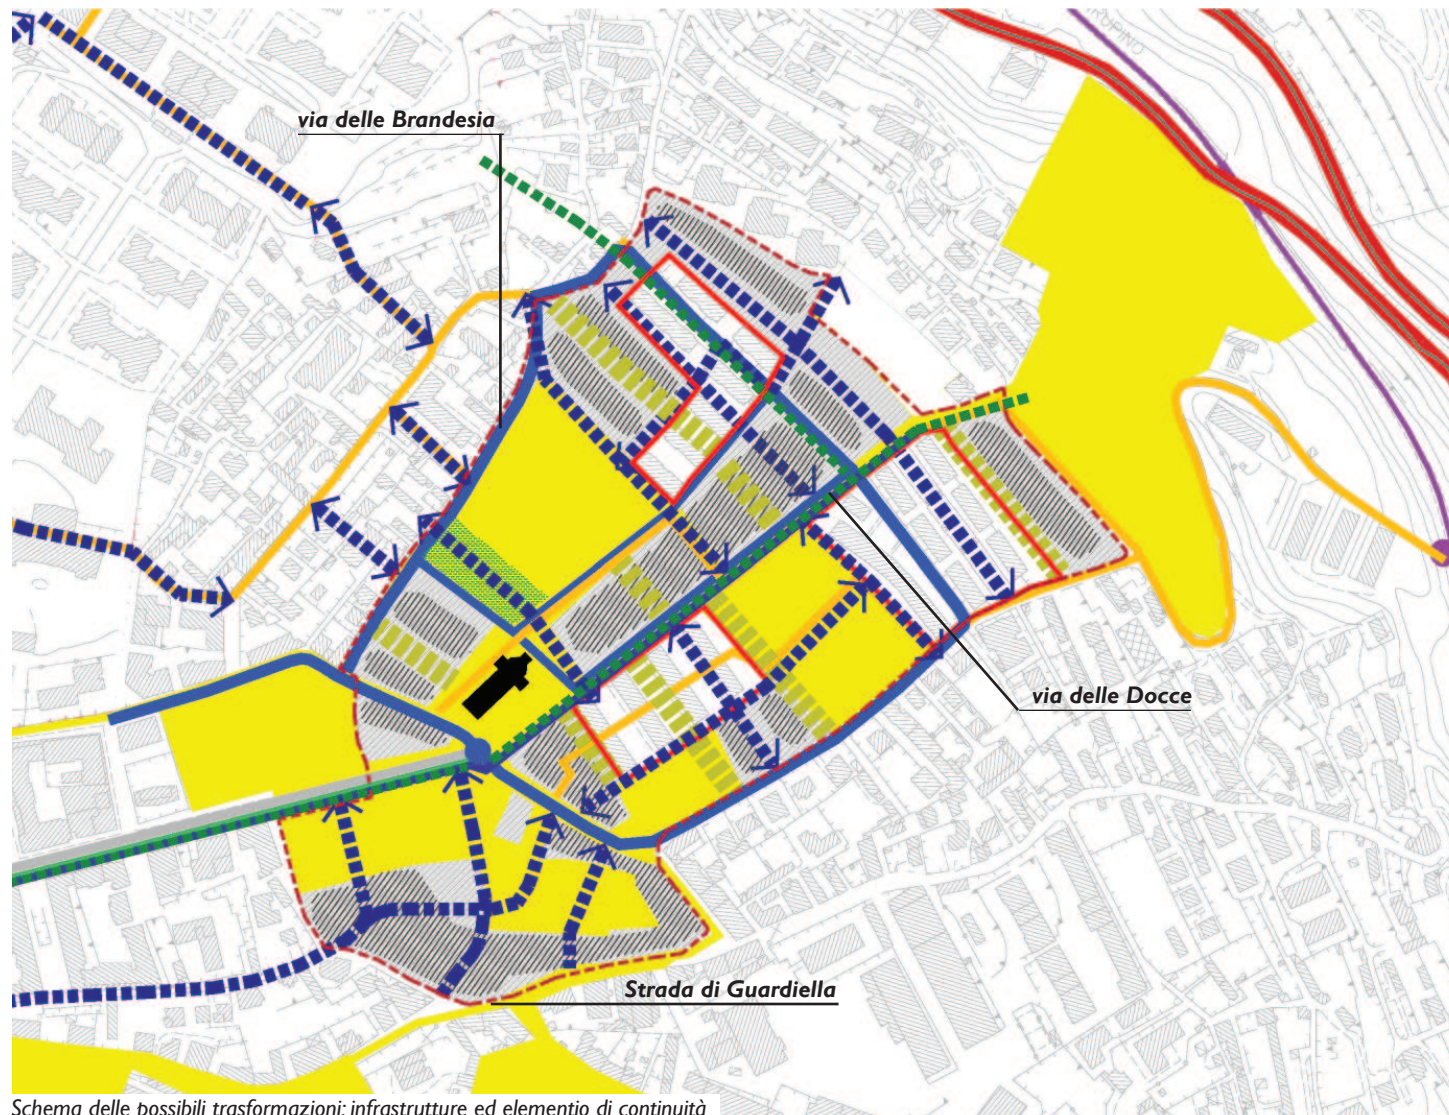 via delle Brandesia
via delle Docce
Strada di Guardiella
Schema delle possibili trasformazioni: infrastrutture ed elementio di continuità